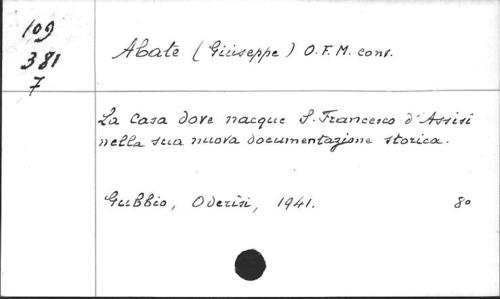 109
381
7
Abate (Giuseppe) O.F.M. conv.
La Casa dove nacque S. Francesco d'Assisi
nella sua nuova documentazione storica.
Gubbio, Oderisi, 1941. 8º